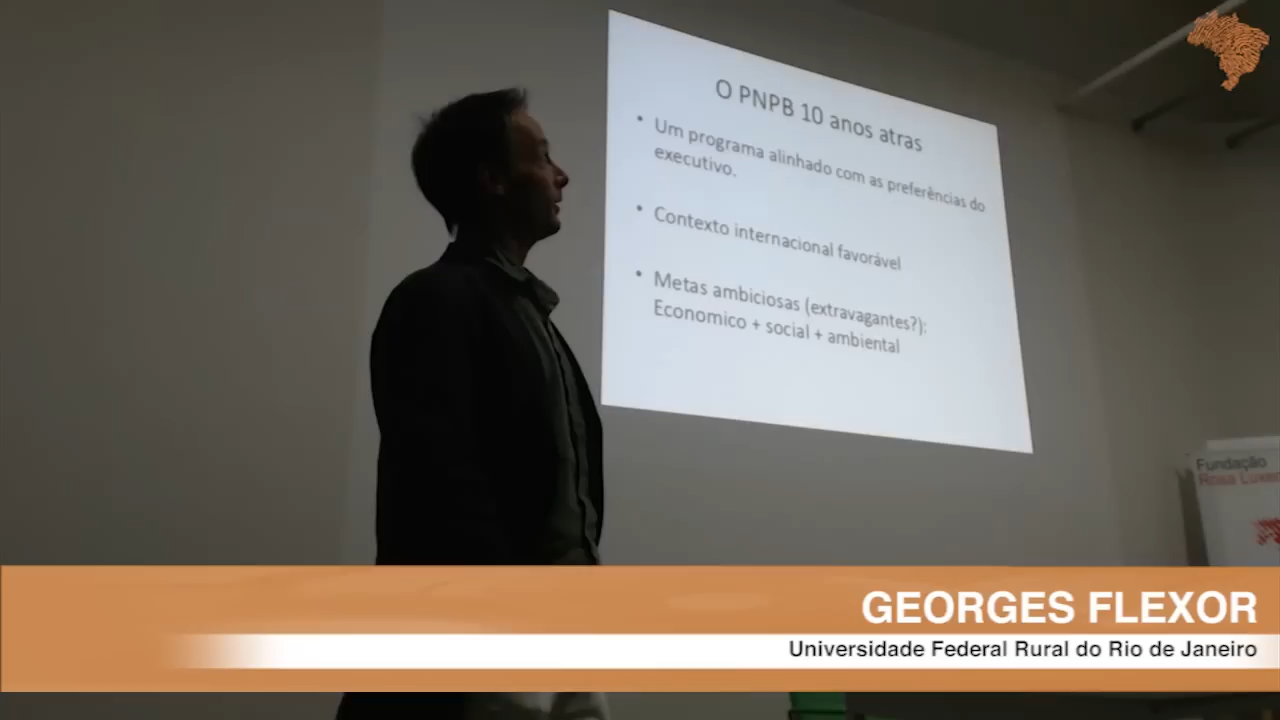 O PNPB 10 anos atras
• Um programa alinhado com as preferências do
executivo.
• Contexto internacional favorável
• Metas ambiciosas (extravagantes?);
Economico + social + ambiental
Fundação
Rosa
GEORGES FLEXOR
Universidade Federal Rural do Rio de Janeiro